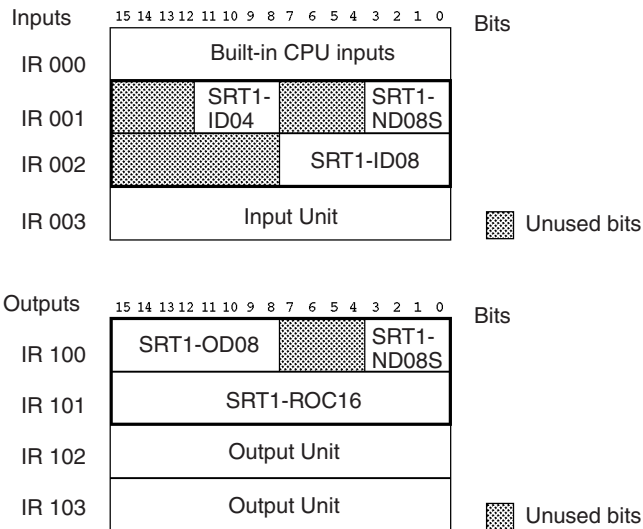 Inputs
15 14 13 12 11 10 9 8 7 6 5 4 3 2 1 0
Bits
IR 000
Built-in CPU inputs
IR 001
SRT1-
ID04
SRT1-
ND08S
IR 002
SRT1-ID08
IR 003
Input Unit
Unused bits
Outputs
15 14 13 12 11 10 9 8 7 6 5 4 3 2 1 0
Bits
IR 100
SRT1-OD08
SRT1-
ND08S
IR 101
SRT1-ROC16
IR 102
Output Unit
IR 103
Output Unit
Unused bits